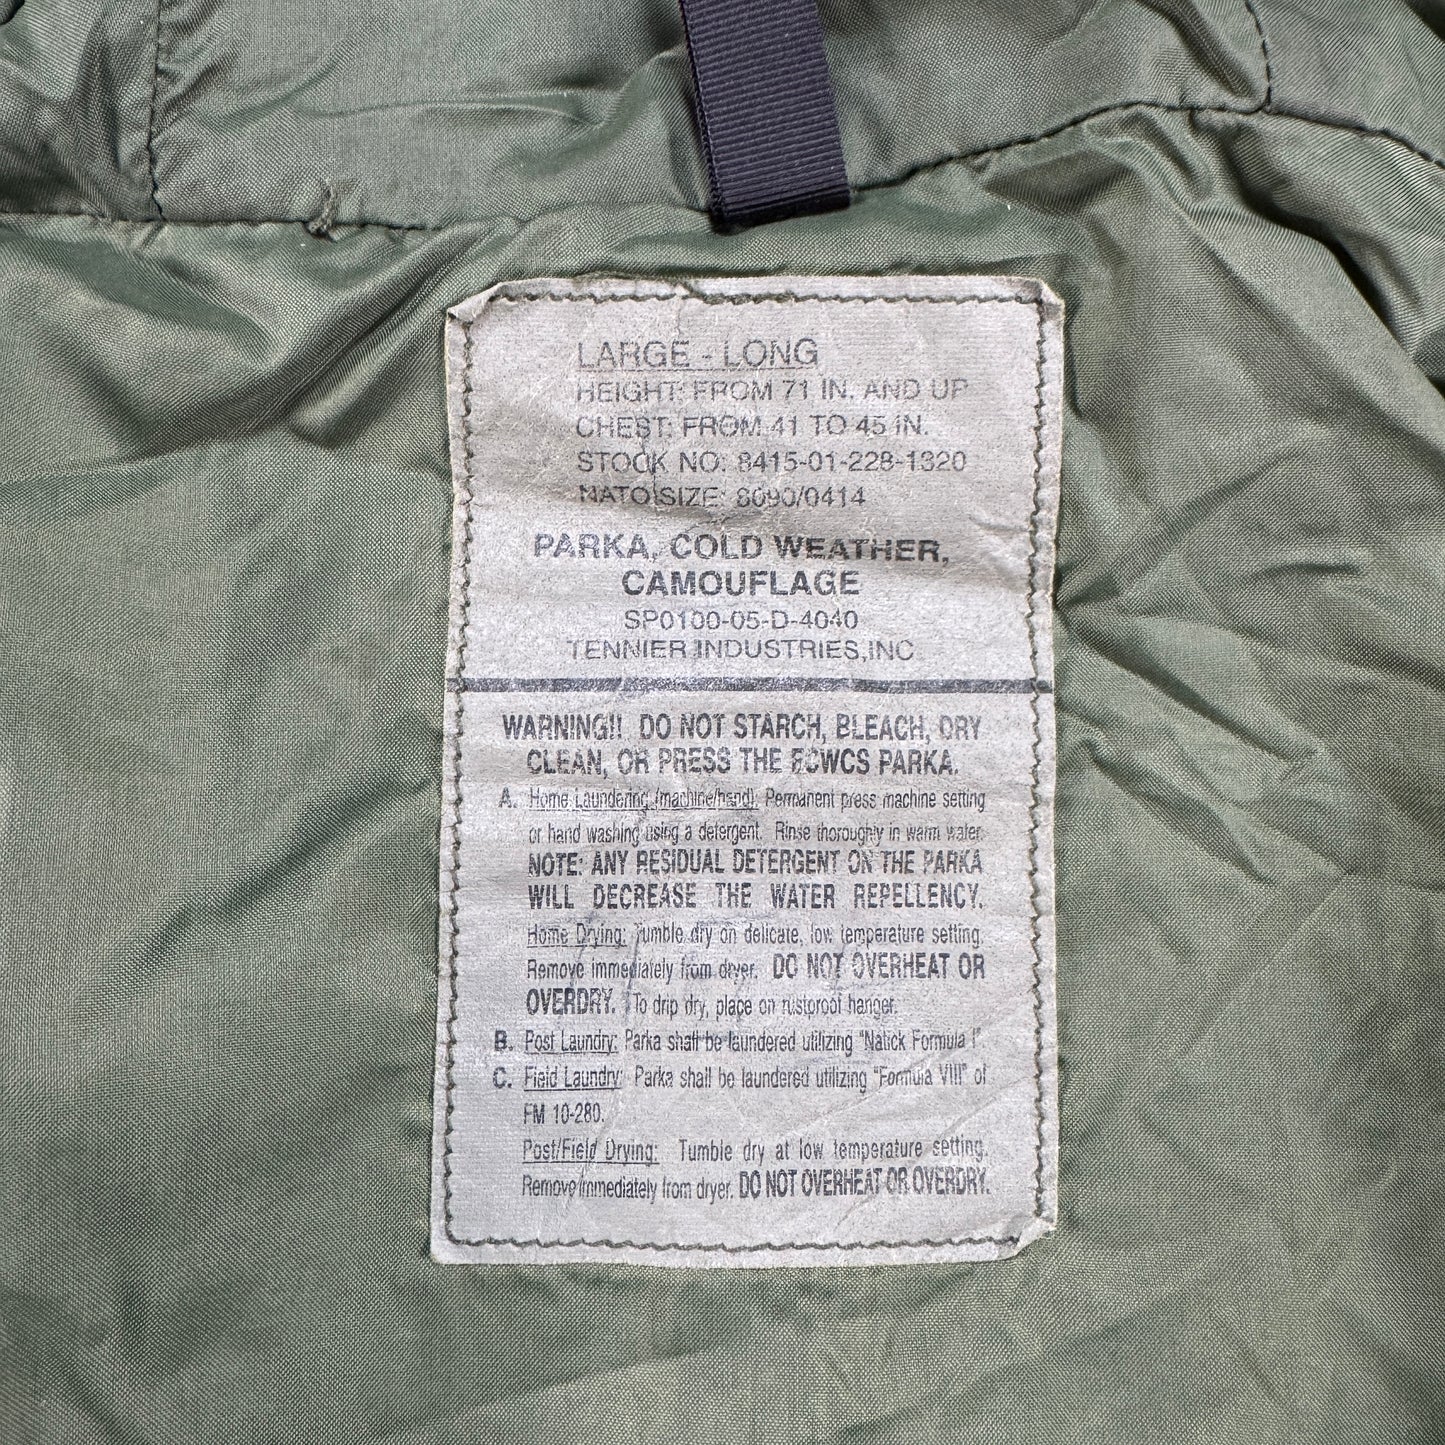 LARGE - LONG
HEIGHT: FROM 71 IN. AND UP
CHEST: FROM 41 TO 45 IN.
STOCK NO: 8415-01-228-1320
NATO SIZE: 8090/0414
PARKA, COLD WEATHER,
CAMOUFLAGE
SP0100-05-D-4040
TENNIER INDUSTRIES,INC
WARNING!! DO NOT STARCH, BLEACH, DRY
CLEAN, OR PRESS THE ECWCS PARKA.
A. Home Laundering (machine/hand): Permanent press machine setting
or hand washing using a detergent. Rinse thoroughly in warm water.
NOTE: ANY RESIDUAL DETERGENT ON THE PARKA
WILL DECREASE THE WATER REPELLENCY.
Home Drying: Tumble dry on delicate, low temperature setting.
Remove immediately from dryer. DO NOT OVERHEAT OR
OVERDRY. To drip dry, place on rustproof hanger.
B. Post Laundry: Parka shall be laundered utilizing "Natick Formula I"
C. Field Laundry: Parka shall be laundered utilizing "Formula VIII" of
FM 10-280.
Post/Field Drying: Tumble dry at low temperature setting.
Remove immediately from dryer. DO NOT OVERHEAT OR OVERDRY.